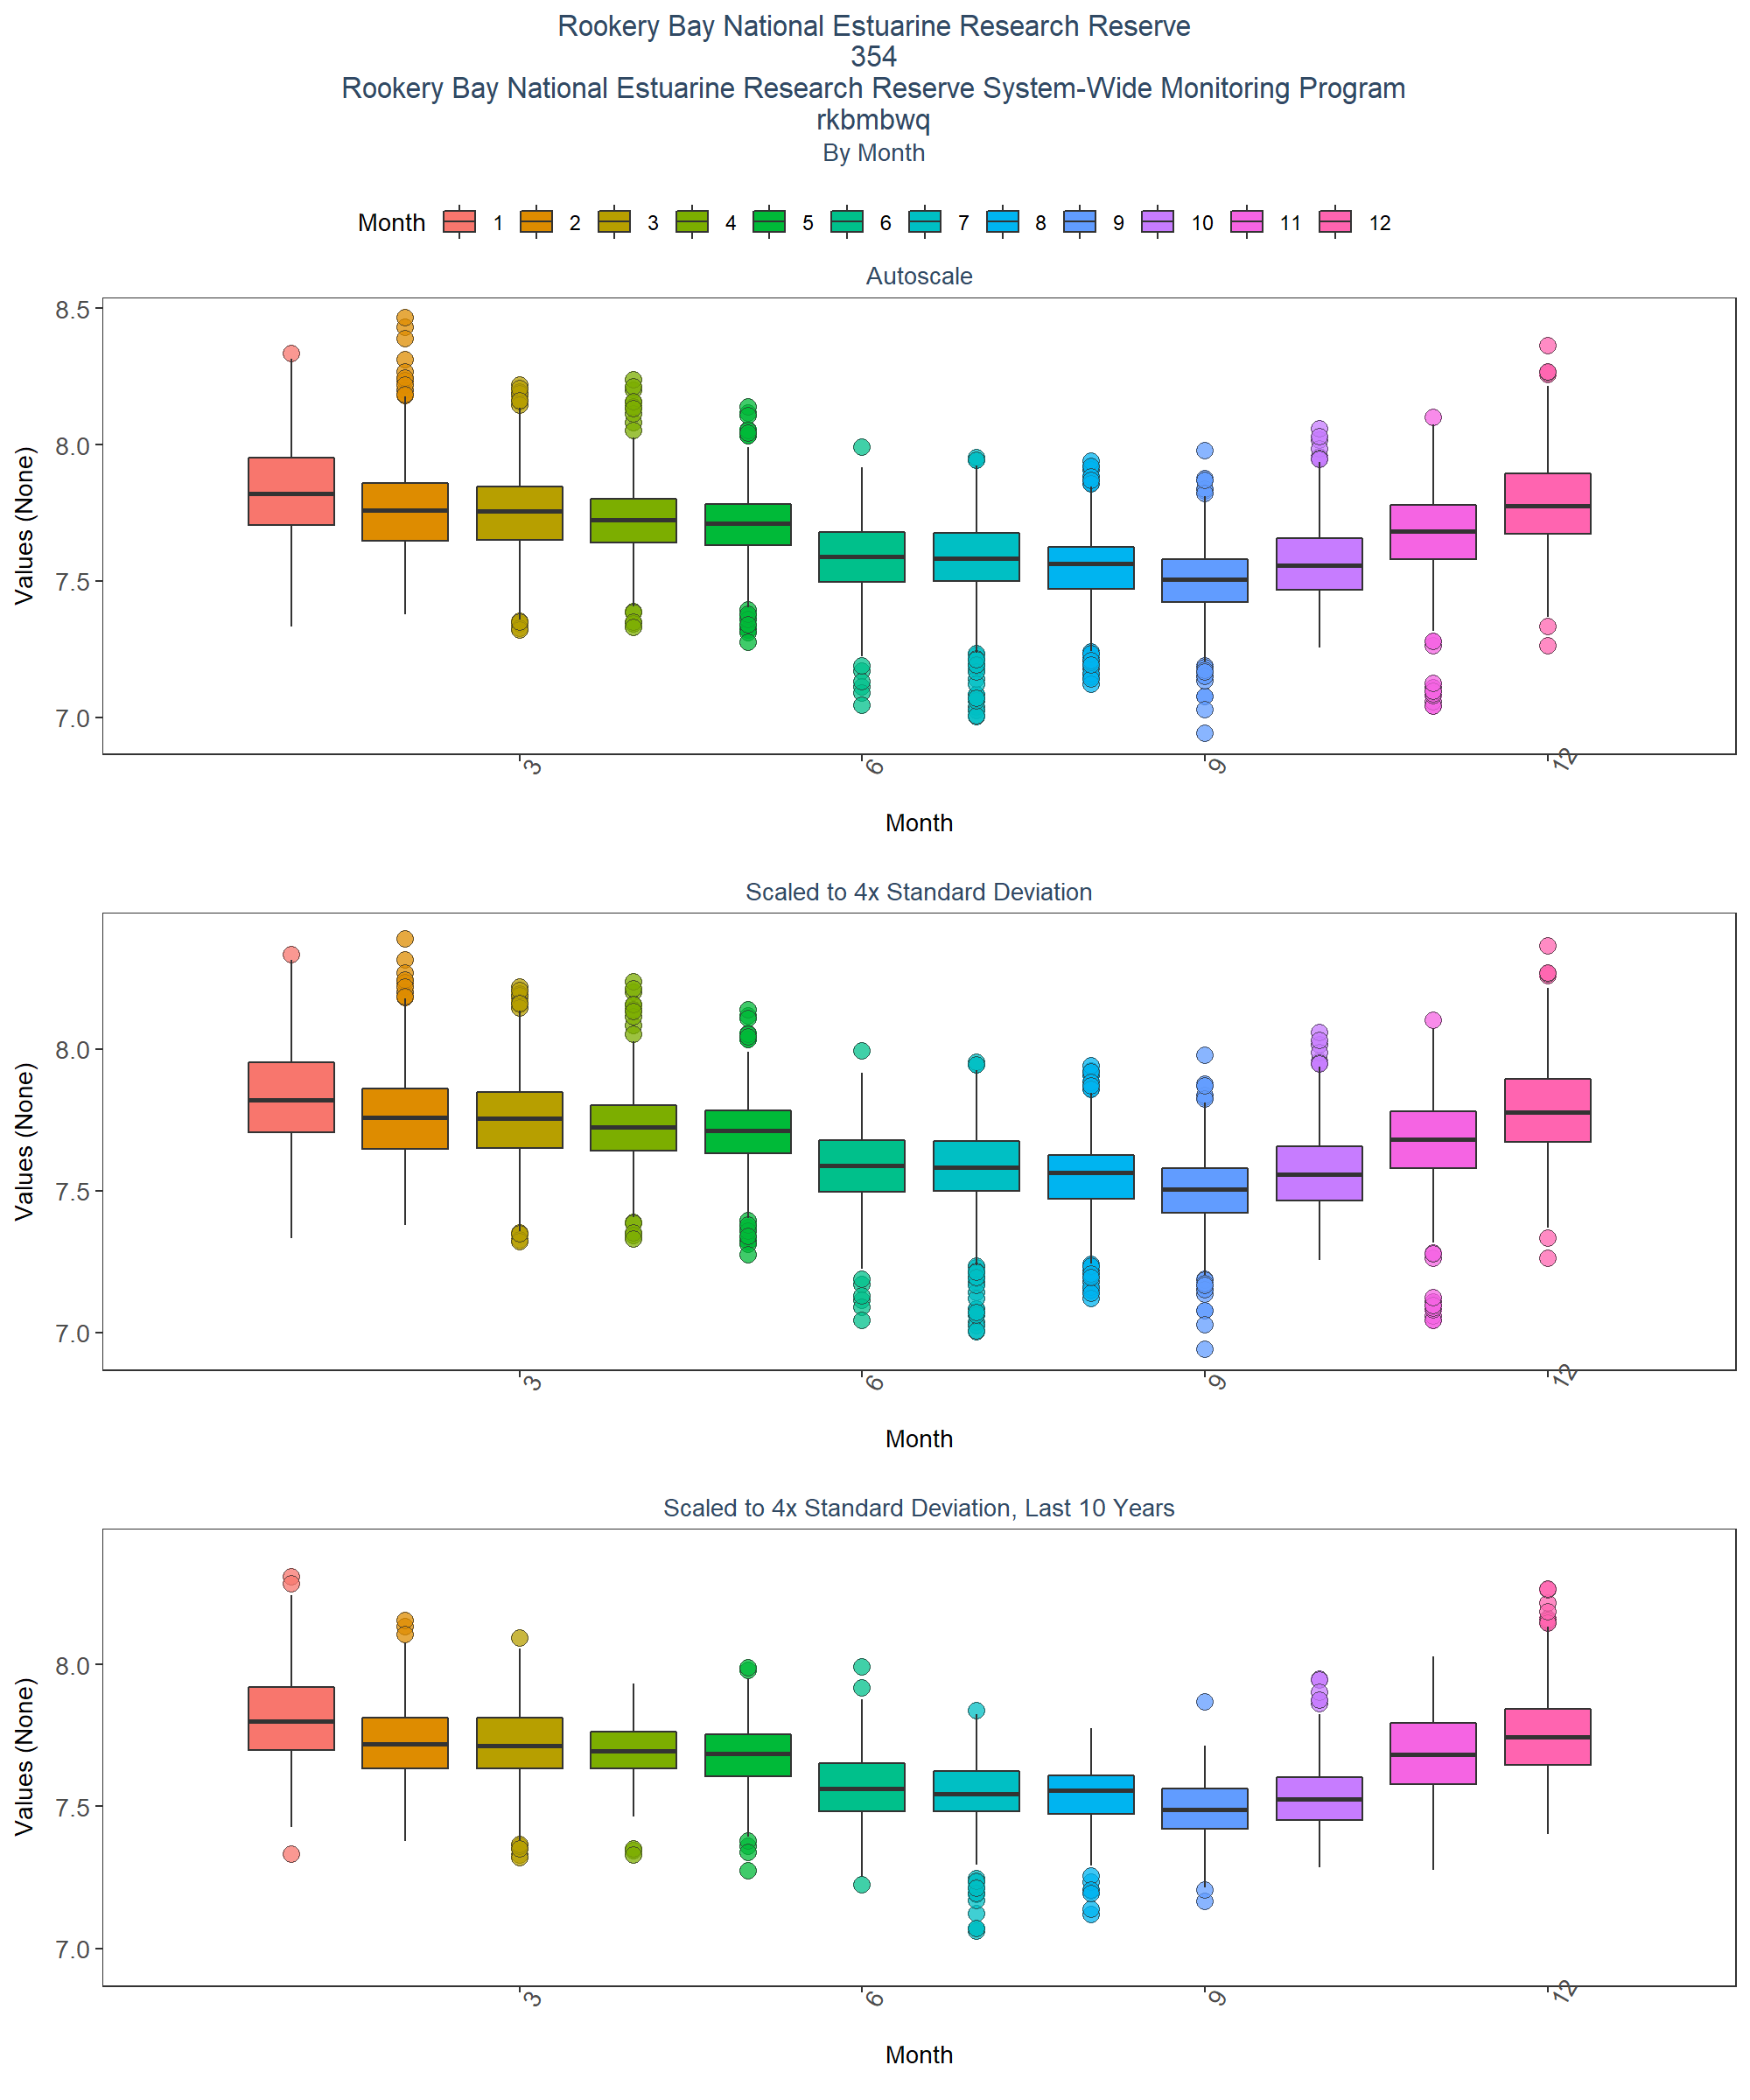 Rookery Bay National Estuarine Research Reserve
354
Rookery Bay National Estuarine Research Reserve System-Wide Monitoring Program
rkbmbwq
By Month
Month 1 2 3 4 5 6 7 8 9 10 11 12
Autoscale
Values (None)
8.5
8.0
7.5
7.0
3 6 9 12
Month
Scaled to 4x Standard Deviation
Values (None)
8.0
7.5
7.0
3 6 9 12
Month
Scaled to 4x Standard Deviation, Last 10 Years
Values (None)
8.0
7.5
7.0
3 6 9 12
Month